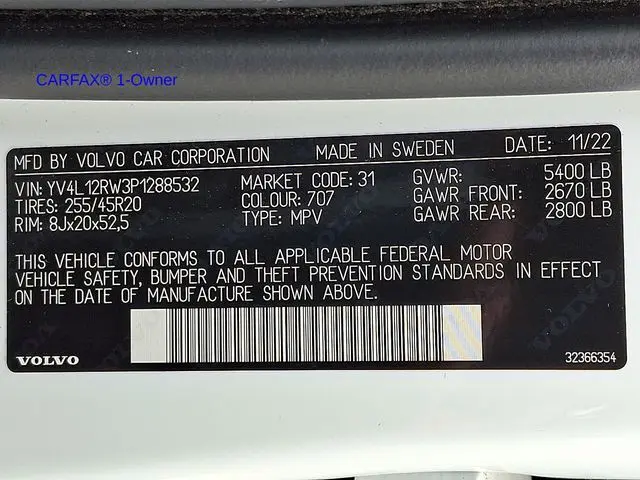 CARFAX® 1-Owner
MFD BY VOLVO CAR CORPORATION MADE IN SWEDEN DATE: 11/22
VIN: YV4L12RW3P1288532 MARKET CODE: 31 GVWR: 5400 LB
TIRES: 255/45R20 COLOUR: 707 GAWR FRONT: 2670 LB
RIM: 8Jx20x52,5 TYPE: MPV GAWR REAR: 2800 LB
THIS VEHICLE CONFORMS TO ALL APPLICABLE FEDERAL MOTOR
VEHICLE SAFETY, BUMPER AND THEFT PREVENTION STANDARDS IN EFFECT
ON THE DATE OF MANUFACTURE SHOWN ABOVE.
VOLVO 32366354